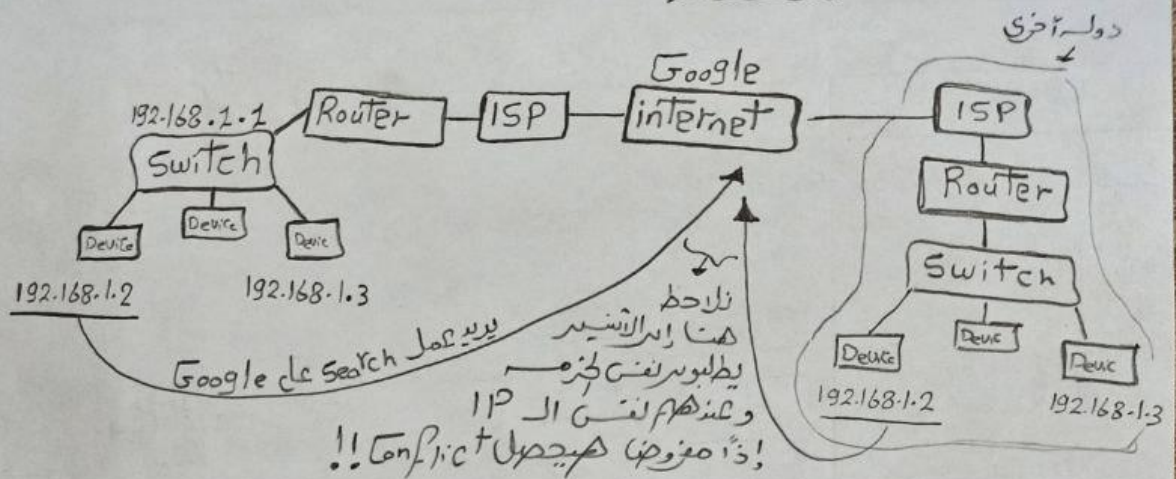 دولة أخرى
Google
192.168.1.1
Router
ISP
internet
ISP
Switch
Router
Device
Device
Devic
Switch
192.168.1.2
192.168.1.3
نلاحظ
هنا إن الاتنين
يطلبون نفس الخدمة
وعندهم نفس الـ IP
إذاً مفروض هيحصل Conflict !!
يريد عمل Search على Google
Device
Devic
Devic
192.168.1.2
192.168.1.3